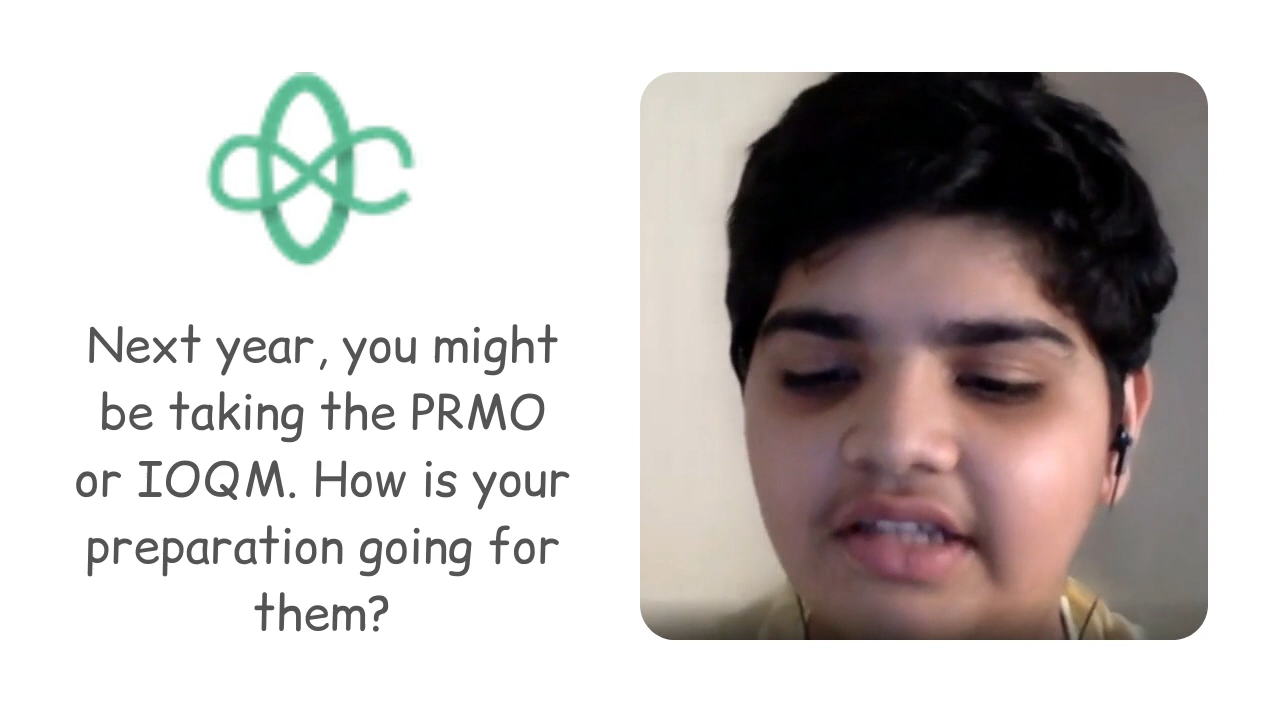 Next year, you might
be taking the PRMO
or IOQM. How is your
preparation going for
them?